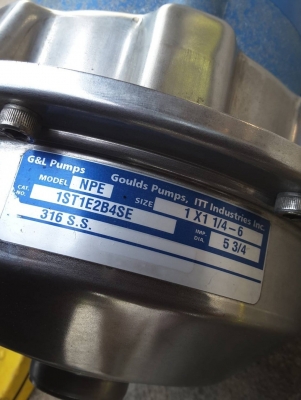 G&L Pumps Goulds Pumps, ITT Industries Inc.
MODEL NPE SIZE 1 X1 1/4-6
CAT. NO. 1ST1E2B4SE IMP. DIA. 5 3/4
316 S.S.